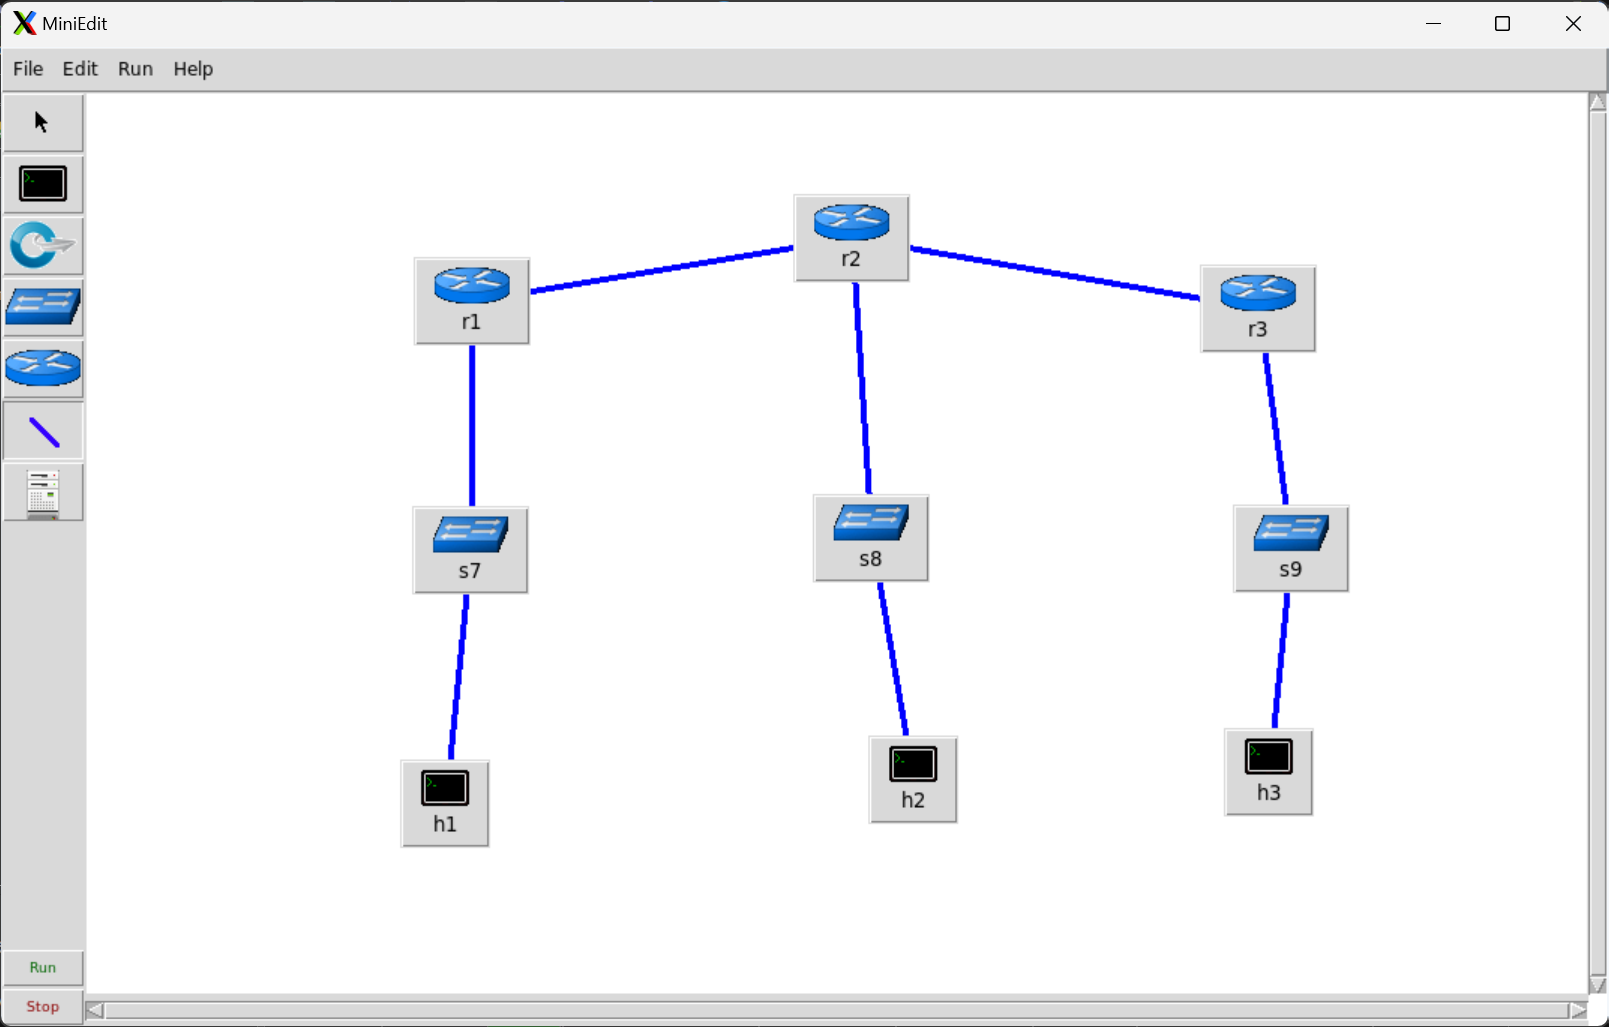 MiniEdit
File Edit Run Help
r2
r1
r3
s8
s7
s9
h2
h3
h1
Run
Stop